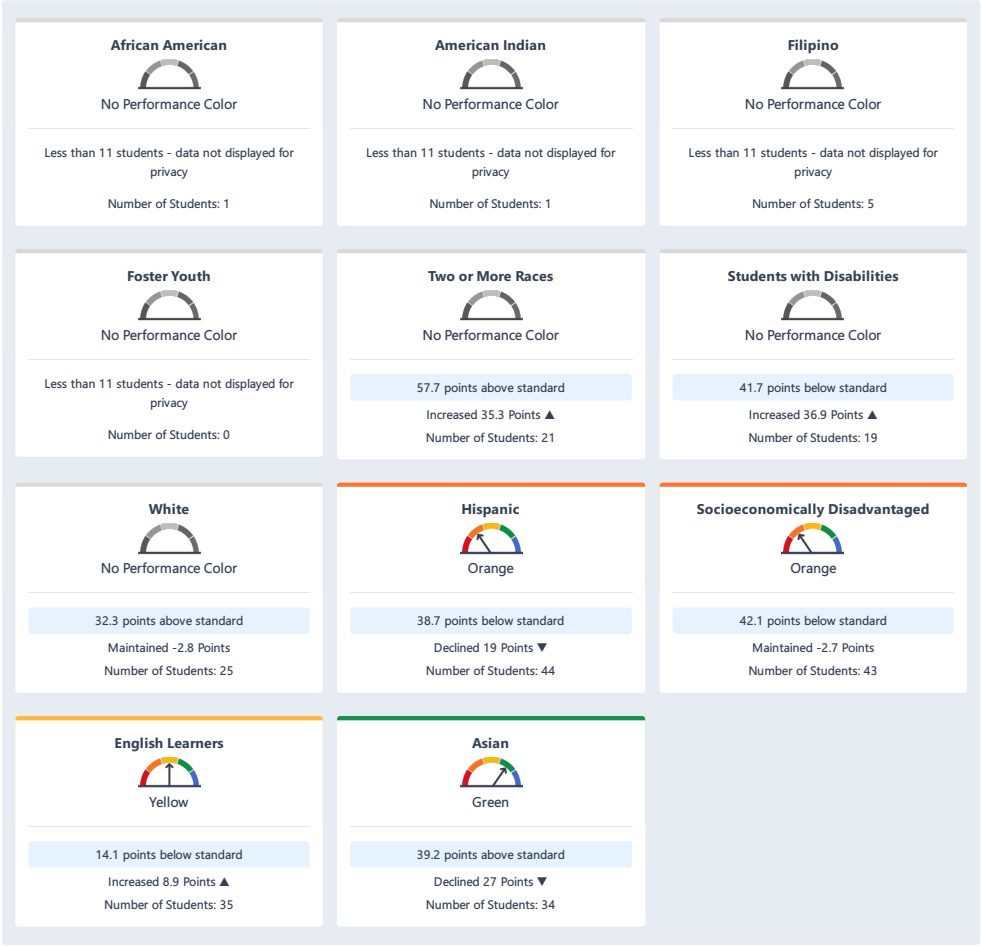 African American
No Performance Color
Less than 11 students - data not displayed for
privacy
Number of Students: 1
American Indian
No Performance Color
Less than 11 students - data not displayed for
privacy
Number of Students: 1
Filipino
No Performance Color
Less than 11 students - data not displayed for
privacy
Number of Students: 5
Foster Youth
No Performance Color
Less than 11 students - data not displayed for
privacy
Number of Students: 0
Two or More Races
No Performance Color
57.7 points above standard
Increased 35.3 Points ▲
Number of Students: 21
Students with Disabilities
No Performance Color
41.7 points below standard
Increased 36.9 Points ▲
Number of Students: 19
White
No Performance Color
32.3 points above standard
Maintained -2.8 Points
Number of Students: 25
Hispanic
Orange
38.7 points below standard
Declined 19 Points ▼
Number of Students: 44
Socioeconomically Disadvantaged
Orange
42.1 points below standard
Maintained -2.7 Points
Number of Students: 43
English Learners
Yellow
14.1 points below standard
Increased 8.9 Points ▲
Number of Students: 35
Asian
Green
39.2 points above standard
Declined 27 Points ▼
Number of Students: 34